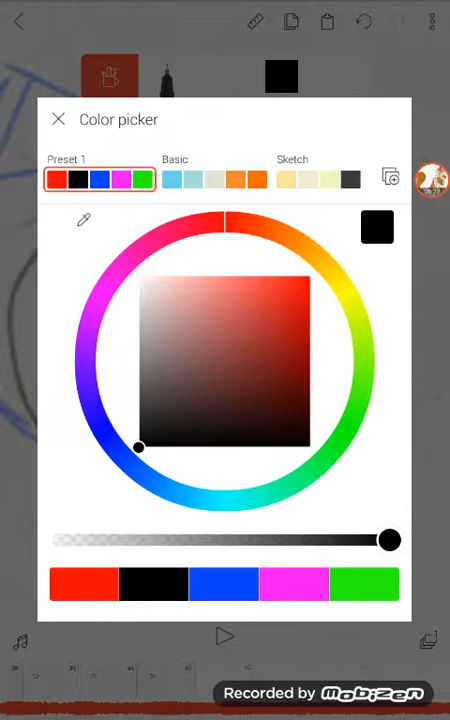 Color picker
Preset 1
Basic
Sketch
Recorded by MOBIZEN